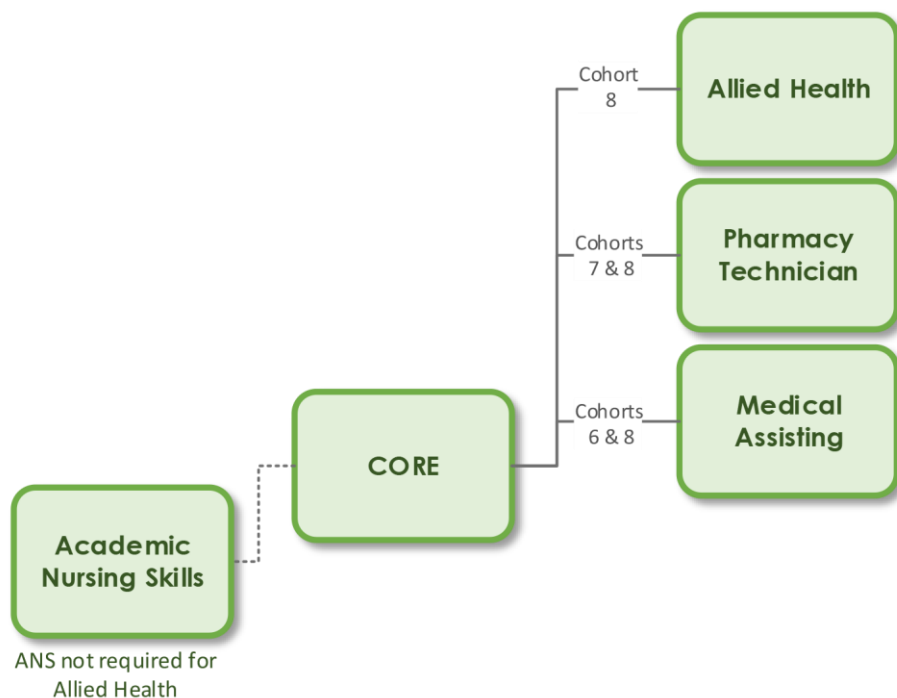 Cohort
8
Allied Health
Cohorts
7 & 8
Pharmacy
Technician
Cohorts
6 & 8
Medical
Assisting
CORE
Academic
Nursing Skills
ANS not required for
Allied Health